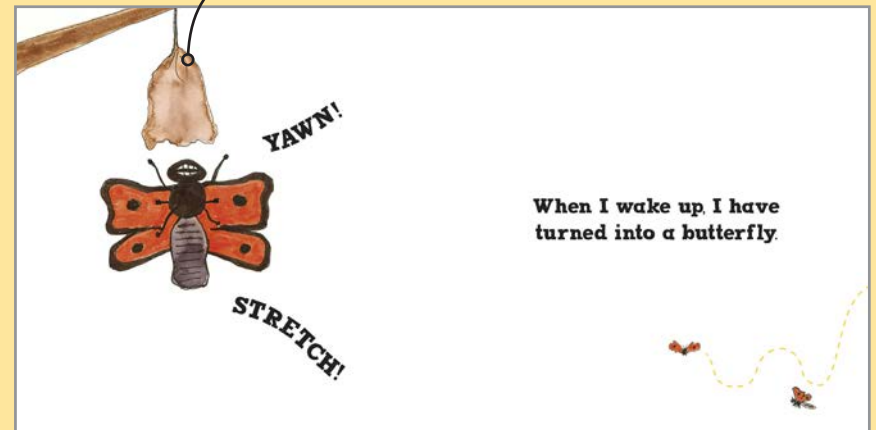 YAWN!
STRETCH!
When I wake up, I have
turned into a butterfly.